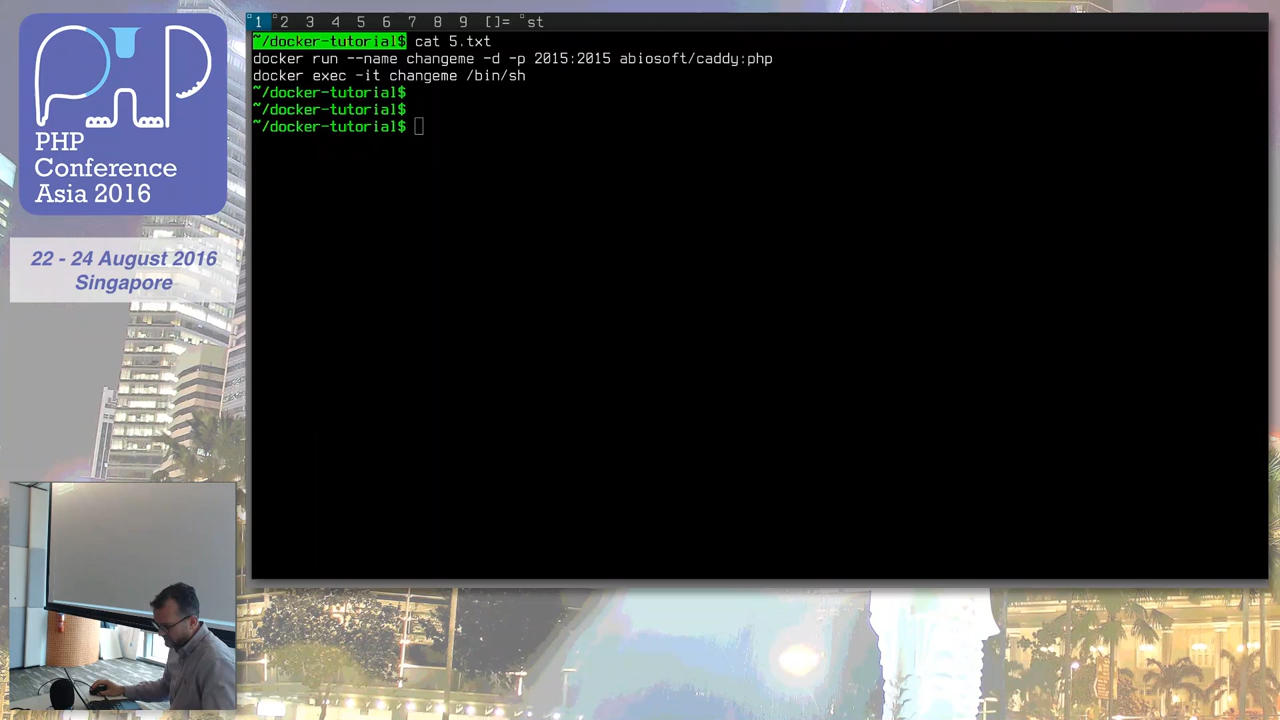 PHP
Conference
Asia 2016
22 - 24 August 2016
Singapore
1 2 3 4 5 6 7 8 9 []= st
~/docker-tutorial$ cat 5.txt
docker run --name changeme -d -p 2015:2015 abiosoft/caddy:php
docker exec -it changeme /bin/sh
~/docker-tutorial$
~/docker-tutorial$
~/docker-tutorial$